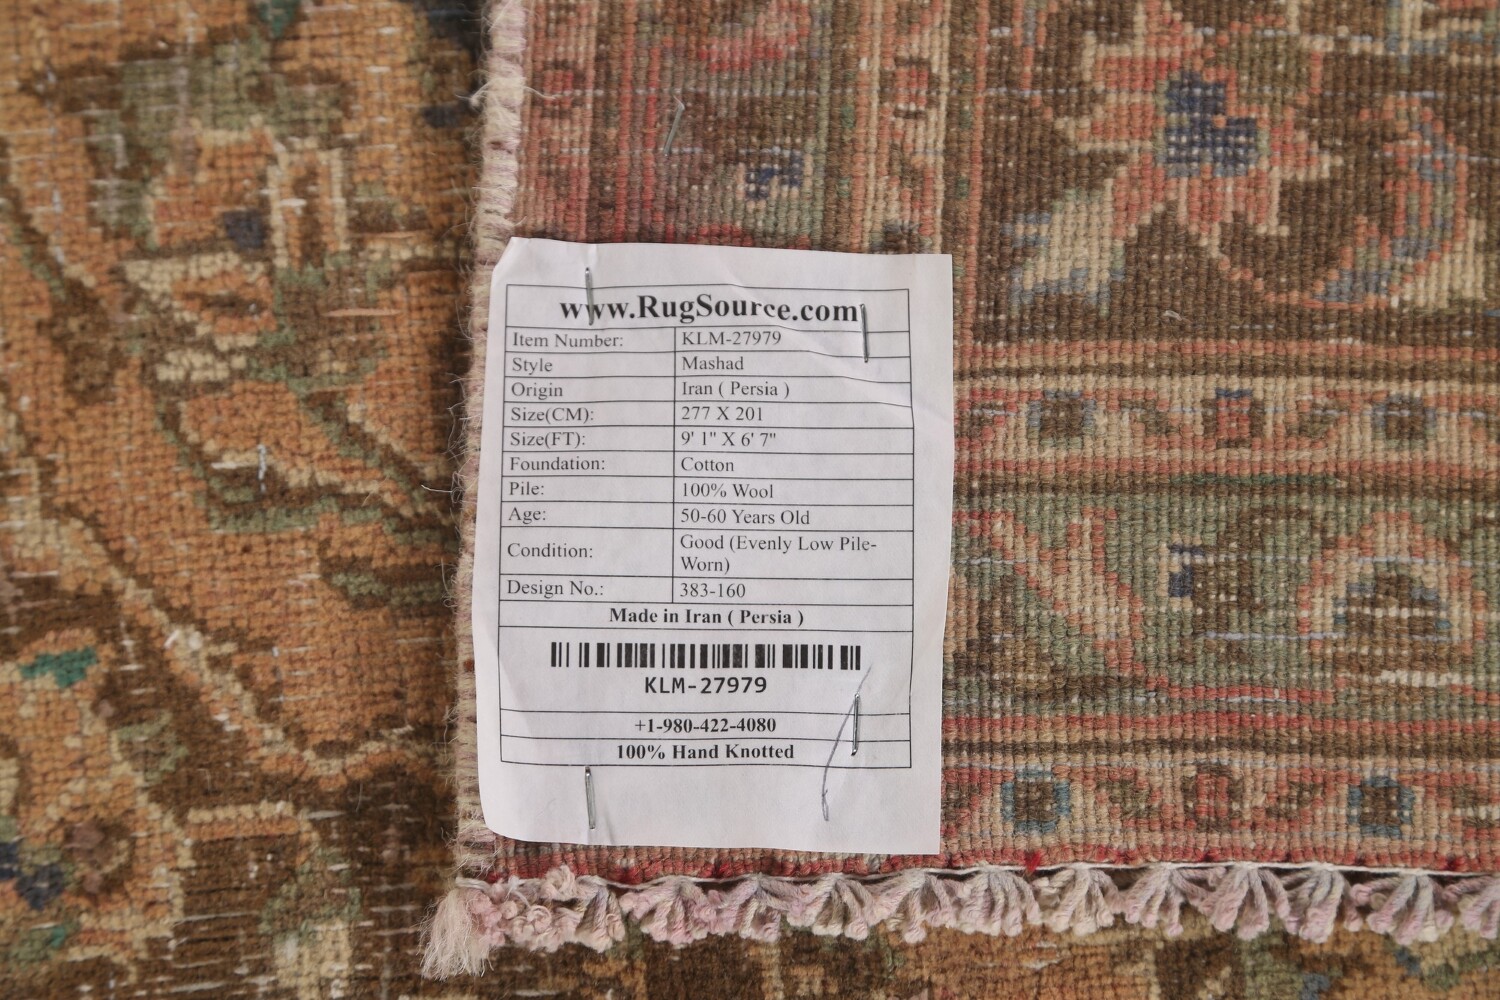 www.RugSource.com
Item Number: KLM-27979
Style Mashad
Origin Iran ( Persia )
Size(CM): 277 X 201
Size(FT): 9' 1" X 6' 7"
Foundation: Cotton
Pile: 100% Wool
Age: 50-60 Years Old
Condition: Good (Evenly Low Pile-
Worn)
Design No.: 383-160
Made in Iran ( Persia )
KLM-27979
+1-980-422-4080
100% Hand Knotted